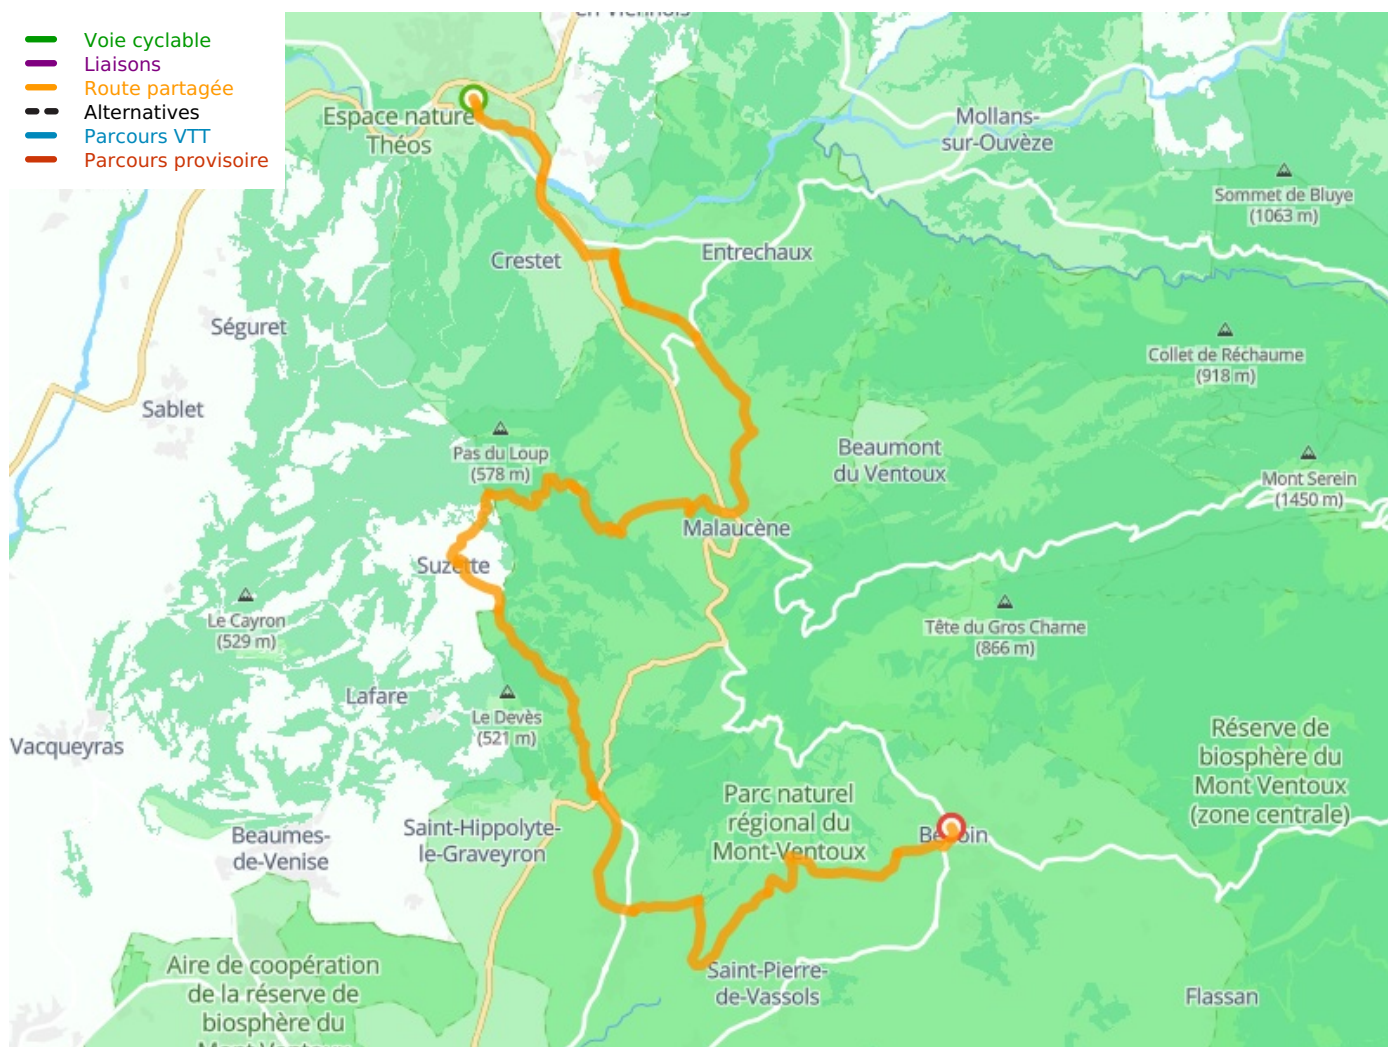 Voie cyclable
Liaisons
Route partagée
Alternatives
Parcours VTT
Parcours provisoire
Espace nature
Théos
Mollans-
sur-Ouvèze
Sommet de Bluye
(1063 m)
Crestet
Entrechaux
Séguret
Collet de Réchaume
(918 m)
Sablet
Pas du Loup
(578 m)
Beaumont
du Ventoux
Mont Serein
(1450 m)
Malaucène
Suzette
Le Cayron
(529 m)
Tête du Gros Charne
(866 m)
Lafare
Le Devès
(521 m)
Vacqueyras
Réserve de
biosphère du
Mont Ventoux
(zone centrale)
Parc naturel
régional du
Mont-Ventoux
Beaumes-
de-Venise
Saint-Hippolyte-
le-Graveyron
Bédoin
Aire de coopération
de la réserve de
biosphère du
Mont Ventoux
Saint-Pierre-
de-Vassols
Flassan